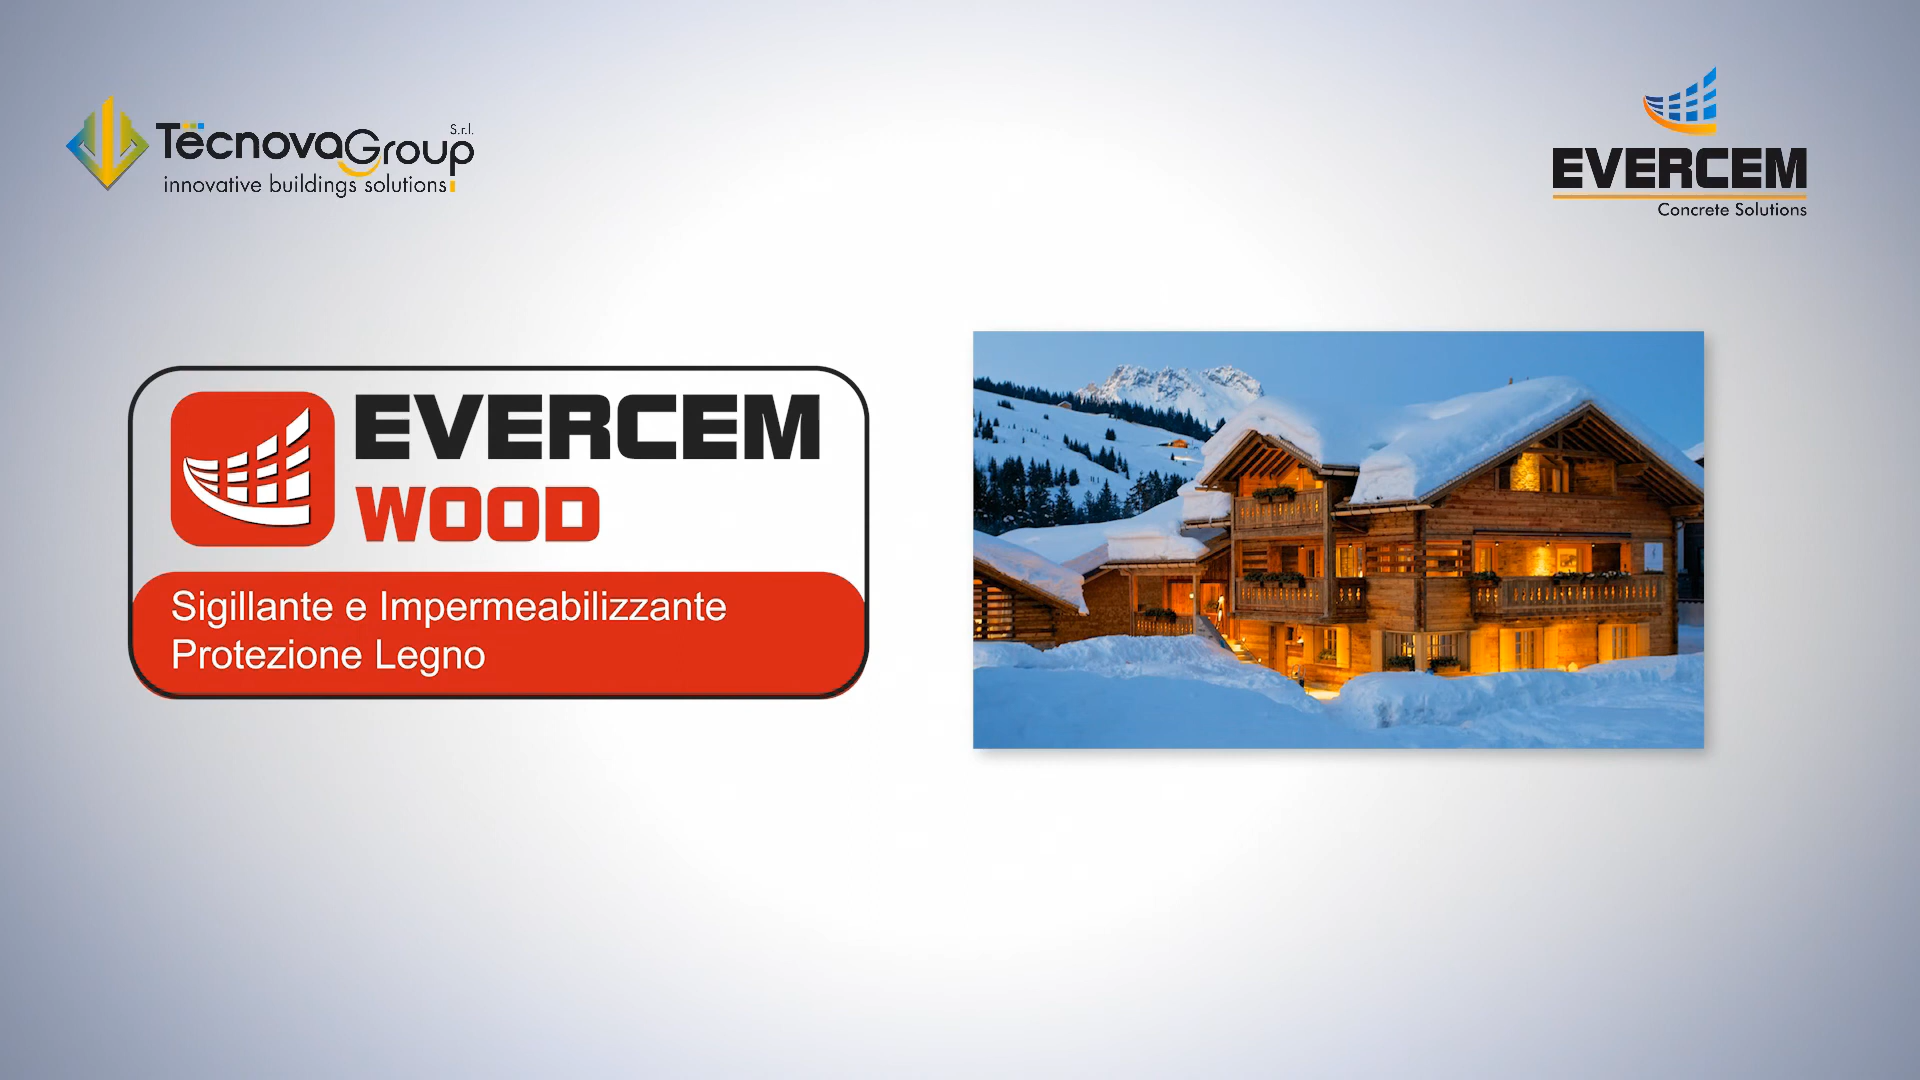 TecnovaGroup S.r.l.
innovative buildings solutions
EVERCEM
Concrete Solutions
EVERCEM
WOOD
Sigillante e Impermeabilizzante
Protezione Legno